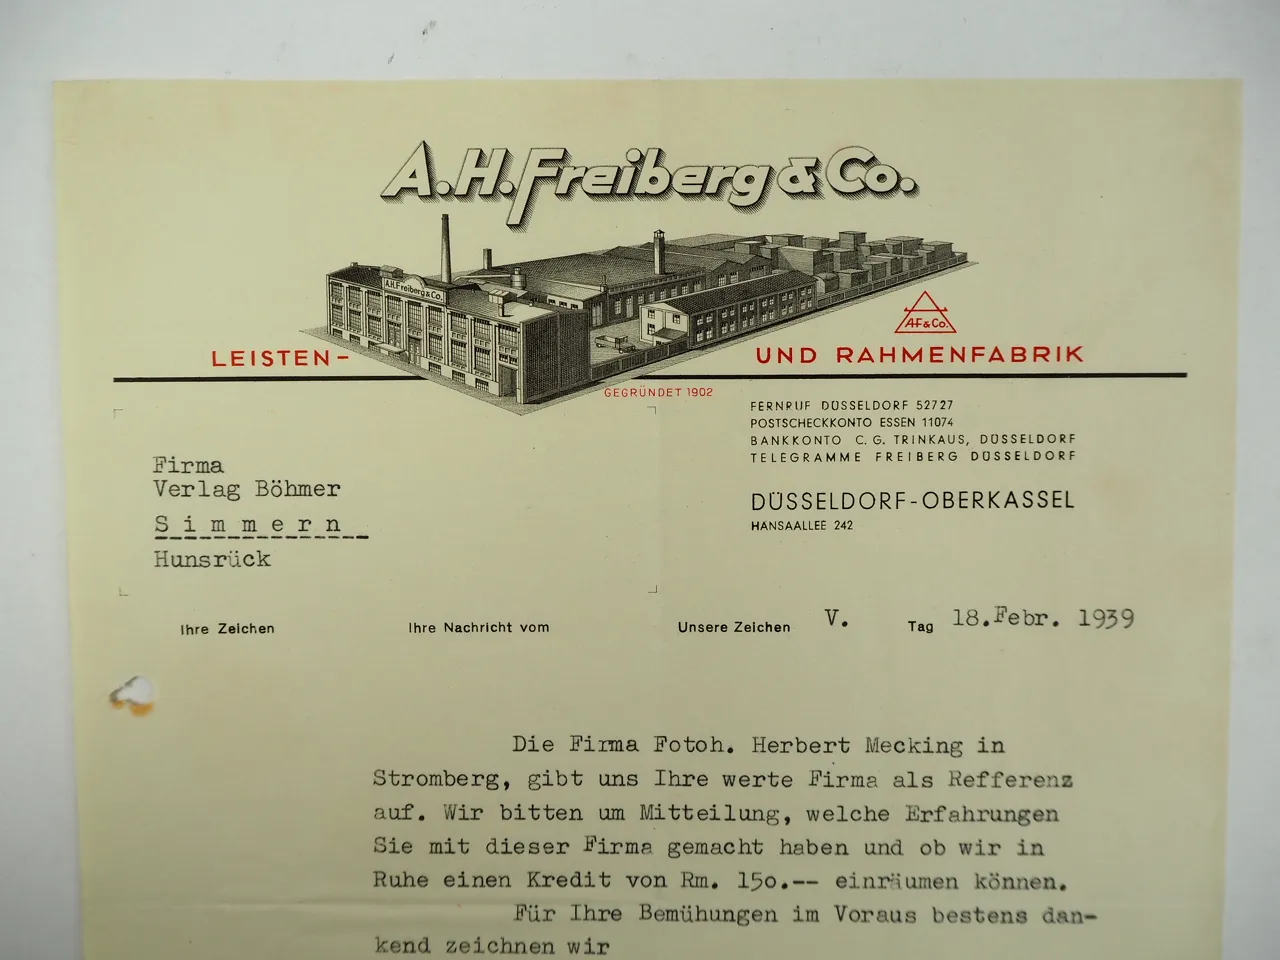 A.H. Freiberg & Co.
A.H. Freiberg & Co.
AF & Co.
LEISTEN- UND RAHMENFABRIK
GEGRÜNDET 1902
FERNRUF DÜSSELDORF 52727
POSTSCHECKKONTO ESSEN 11074
BANKKONTO C. G. TRINKAUS, DÜSSELDORF
TELEGRAMME FREIBERG DÜSSELDORF
DÜSSELDORF-OBERKASSEL
HANSAALLEE 242
Firma
Verlag Böhmer
Simmern
Hunsrück
Ihre Zeichen Ihre Nachricht vom Unsere Zeichen V. Tag 18.Febr. 1939
Die Firma Fotoh. Herbert Mecking in
Stromberg, gibt uns Ihre werte Firma als Refferenz
auf. Wir bitten um Mitteilung, welche Erfahrungen
Sie mit dieser Firma gemacht haben und ob wir in
Ruhe einen Kredit von Rm. 150.-- einräumen können.
Für Ihre Bemühungen im Voraus bestens dan-
kend zeichnen wir